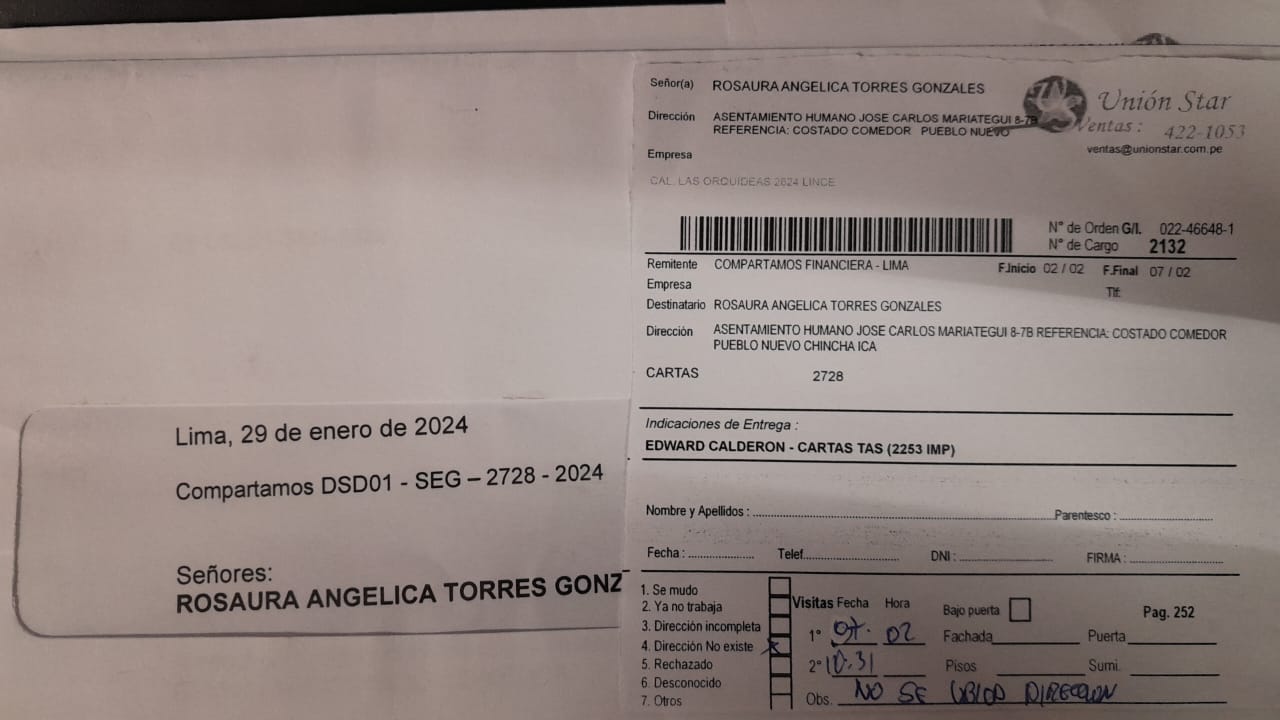 Lima, 29 de enero de 2024
Compartamos DSD01 - SEG – 2728 - 2024
Señores:
ROSAURA ANGELICA TORRES GONZ
Señor(a) ROSAURA ANGELICA TORRES GONZALES
Dirección ASENTAMIENTO HUMANO JOSE CARLOS MARIATEGUI 8-7B
REFERENCIA: COSTADO COMEDOR PUEBLO NUEVO
Empresa
CAL. LAS ORQUIDEAS 2624 LINCE
Unión Star
Ventas : 422-1053
ventas@unionstar.com.pe
N° de Orden G/I. 022-46648-1
N° de Cargo 2132
Remitente COMPARTAMOS FINANCIERA - LIMA F.Inicio 02 / 02 F.Final 07 / 02
Empresa Tlf:
Destinatario ROSAURA ANGELICA TORRES GONZALES
Dirección ASENTAMIENTO HUMANO JOSE CARLOS MARIATEGUI 8-7B REFERENCIA: COSTADO COMEDOR
PUEBLO NUEVO CHINCHA ICA
CARTAS 2728
Indicaciones de Entrega :
EDWARD CALDERON - CARTAS TAS (2253 IMP)
Nombre y Apellidos : Parentesco :
Fecha : Telef. DNI : FIRMA :
1. Se mudo
2. Ya no trabaja
3. Dirección incompleta
4. Dirección No existe x
5. Rechazado
6. Desconocido
7. Otros
Visitas Fecha Hora Bajo puerta Pag. 252
1° 07. 02 Fachada Puerta
2° 10.31 Pisos Sumi.
Obs. NO SE UBICO DIRECCION